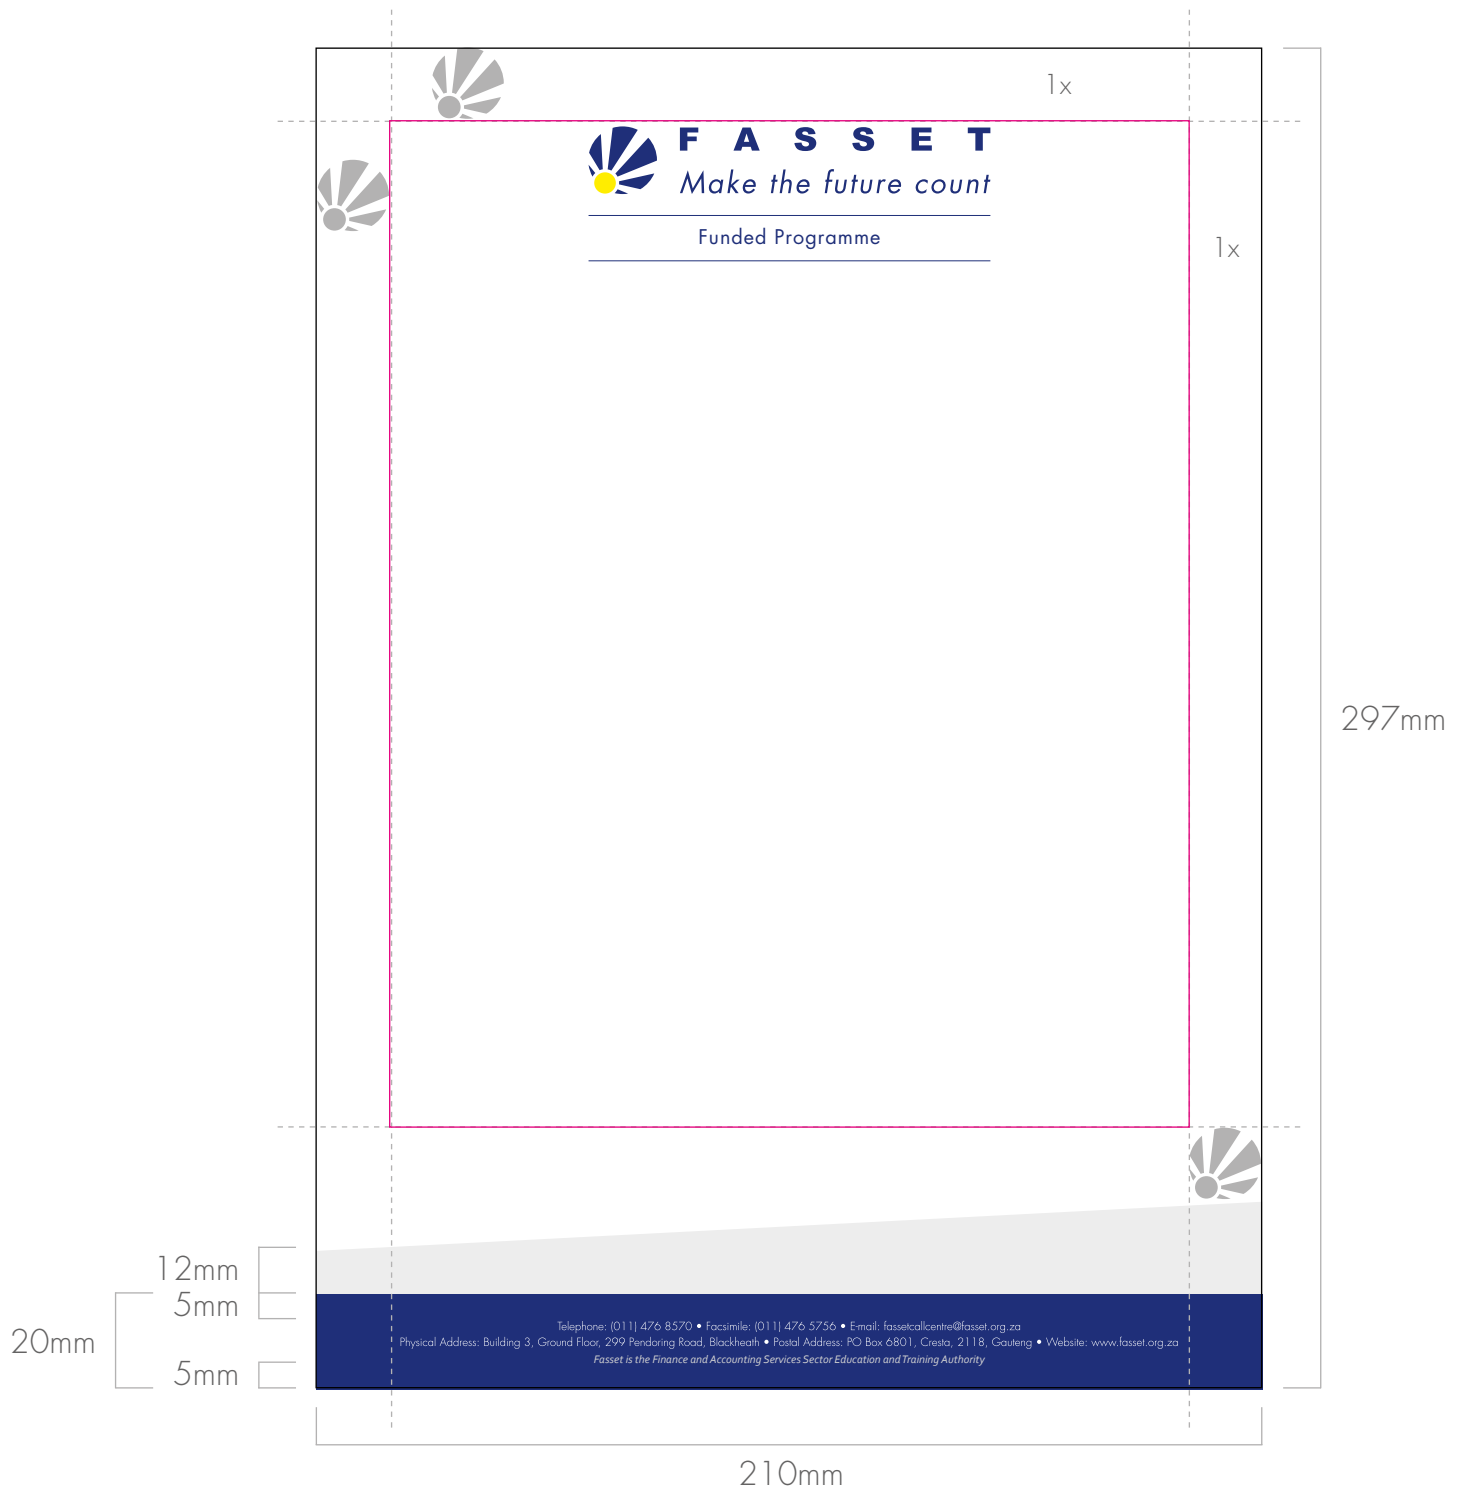 1x
F A S S E T
Make the future count
Funded Programme
1x
297mm
12mm
5mm
20mm
5mm
Telephone: (011) 476 8570 • Facsimile: (011) 476 5756 • E-mail: fassetcallcentre@fasset.org.za
Physical Address: Building 3, Ground Floor, 299 Pendoring Road, Blackheath • Postal Address: PO Box 6801, Cresta, 2118, Gauteng • Website: www.fasset.org.za
Fasset is the Finance and Accounting Services Sector Education and Training Authority
210mm